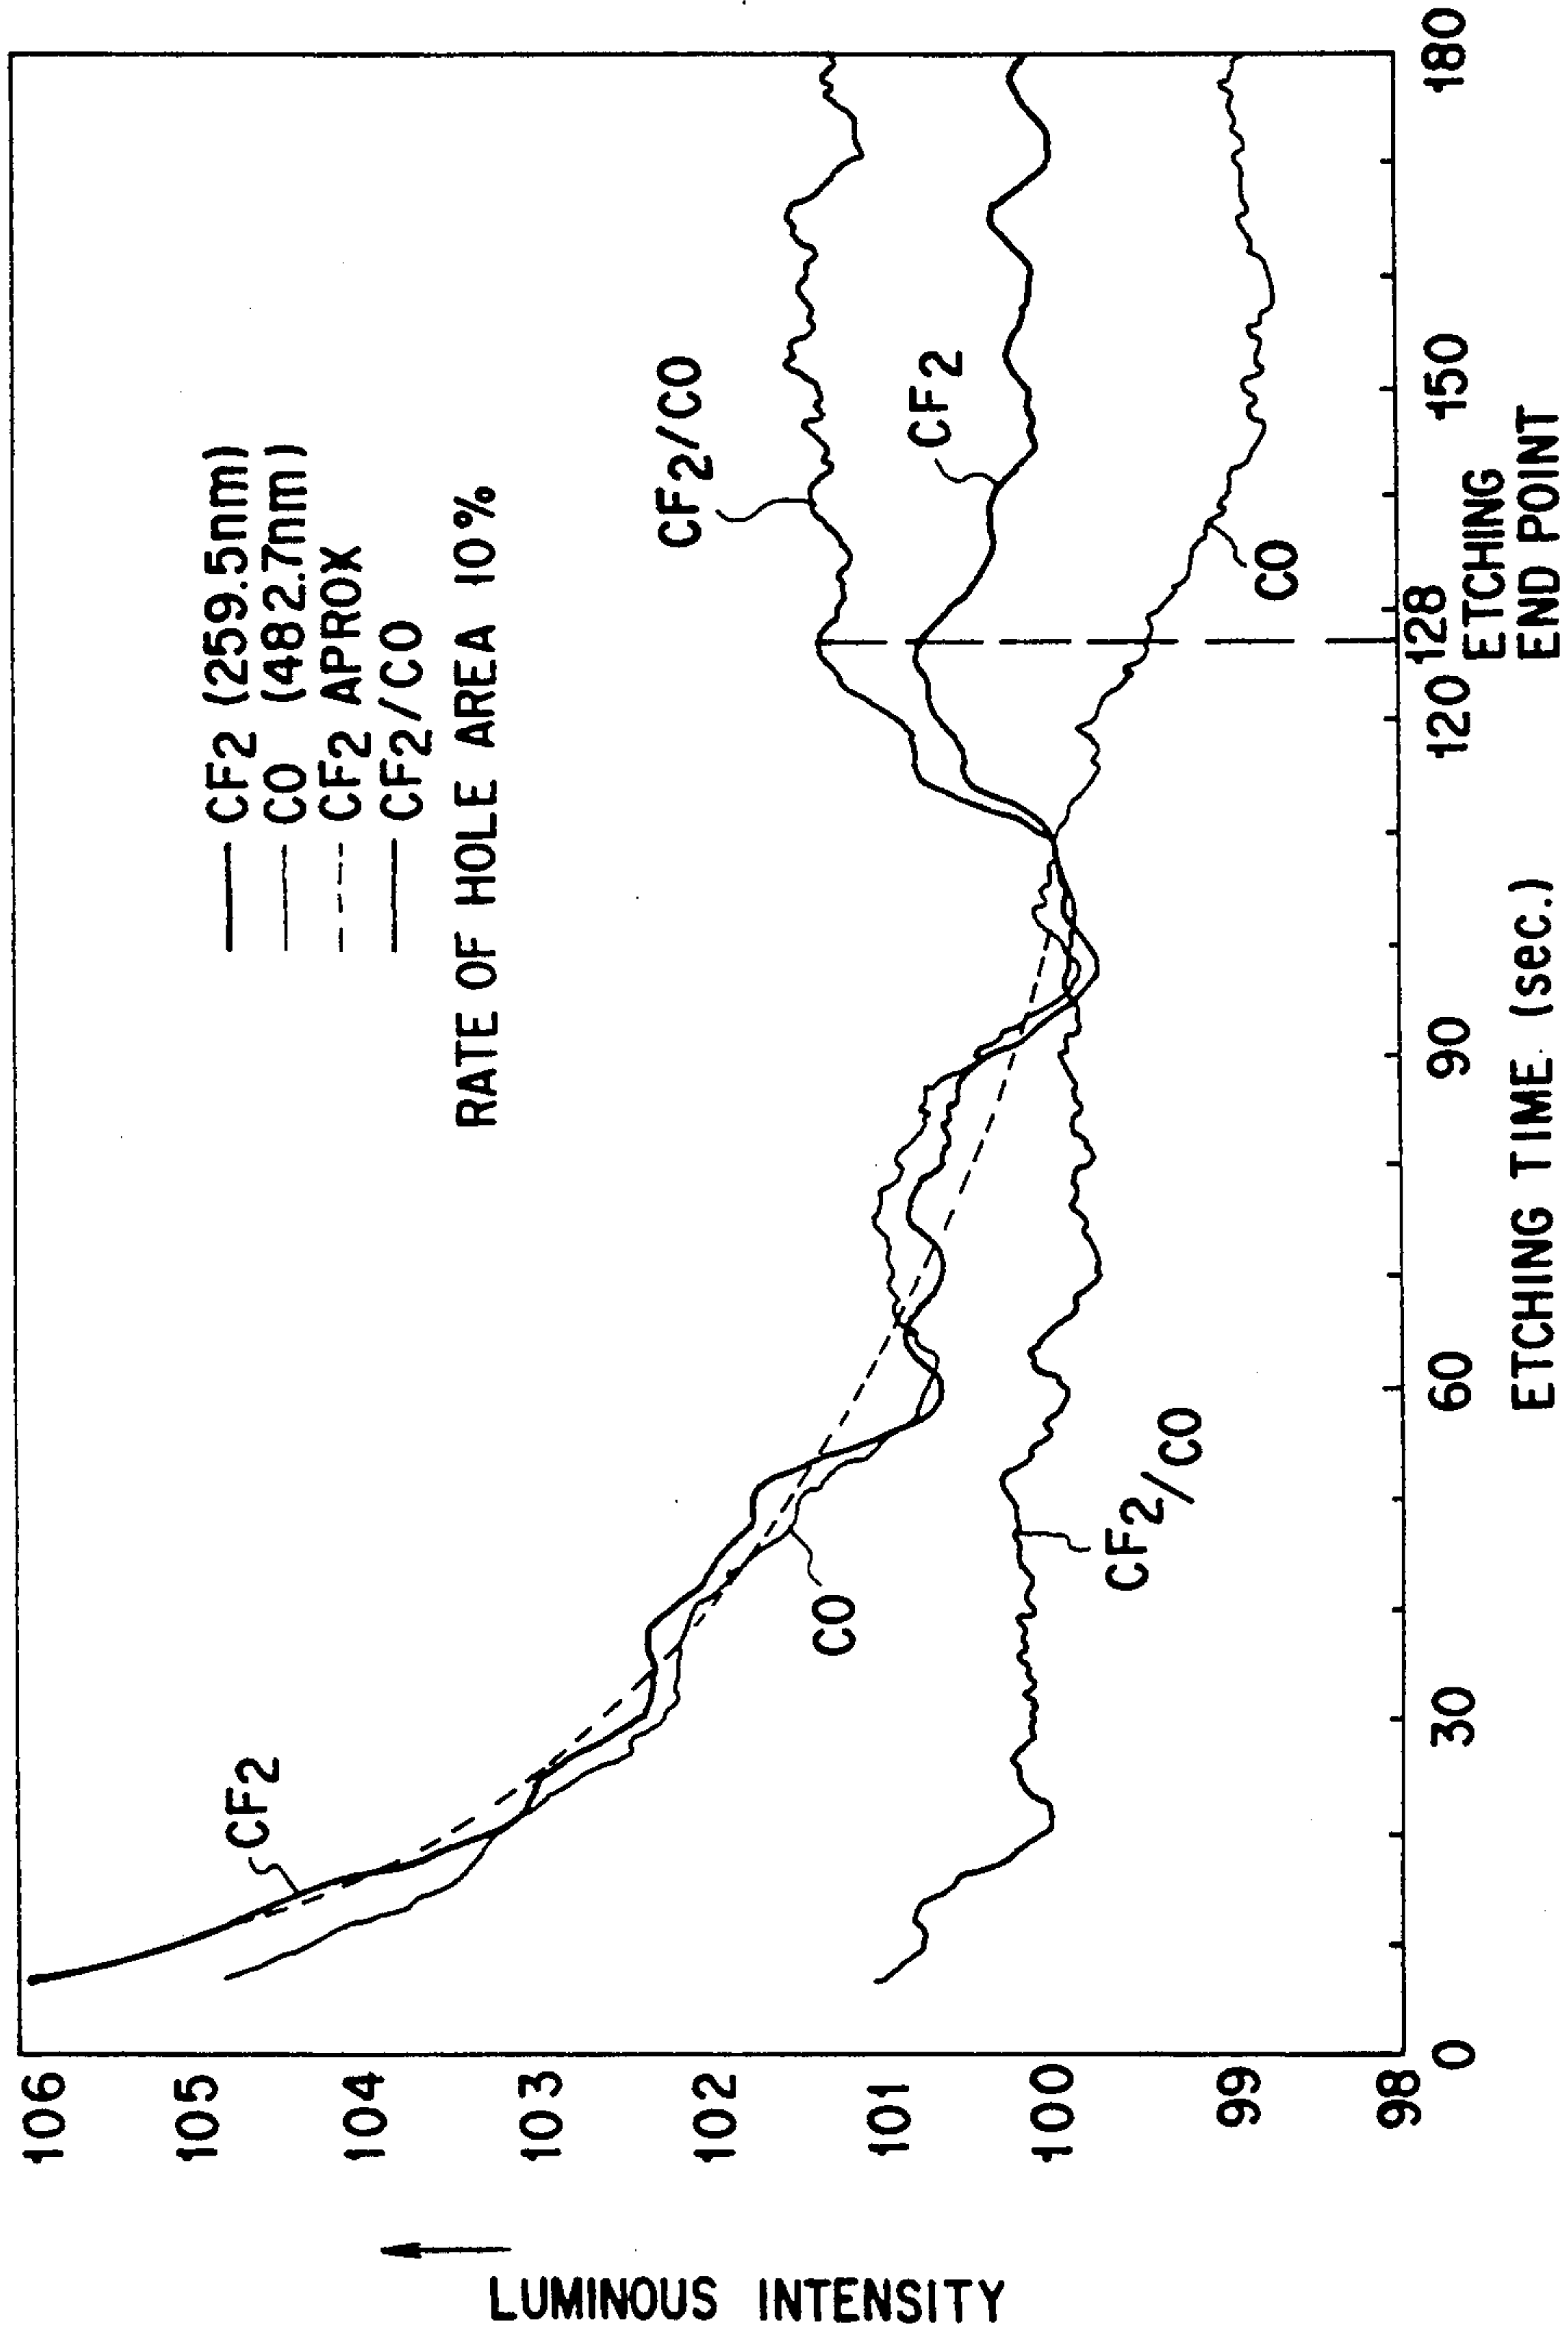 CF2 (259.5nm)
CO (482.7nm)
CF2 APROX
CF2/CO
RATE OF HOLE AREA 10%
CF2
CO
CF2/CO
CF2/CO
CF2
CO
106
105
104
103
102
101
100
99
98
LUMINOUS INTENSITY
0 30 60 90 120 128 150 180
ETCHING TIME (sec.)
ETCHING
END POINT